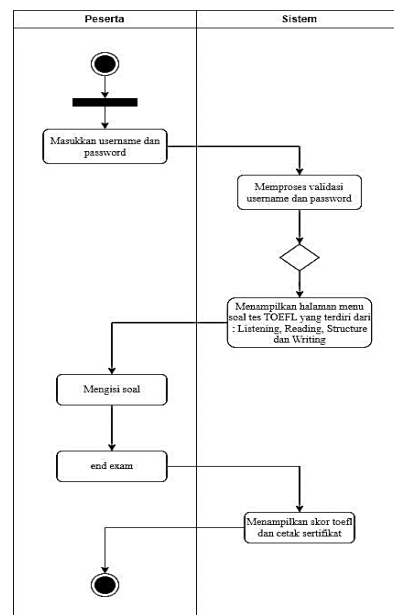 Peserta
Sistem
Masukkan username dan
password
Memproses validasi
username dan password
Menampilkan halaman menu
soal tes TOEFL yang terdiri dari
: Listening, Reading, Structure
dan Writing
Mengisi soal
end exam
Menampilkan skor toefl
dan cetak sertifikat